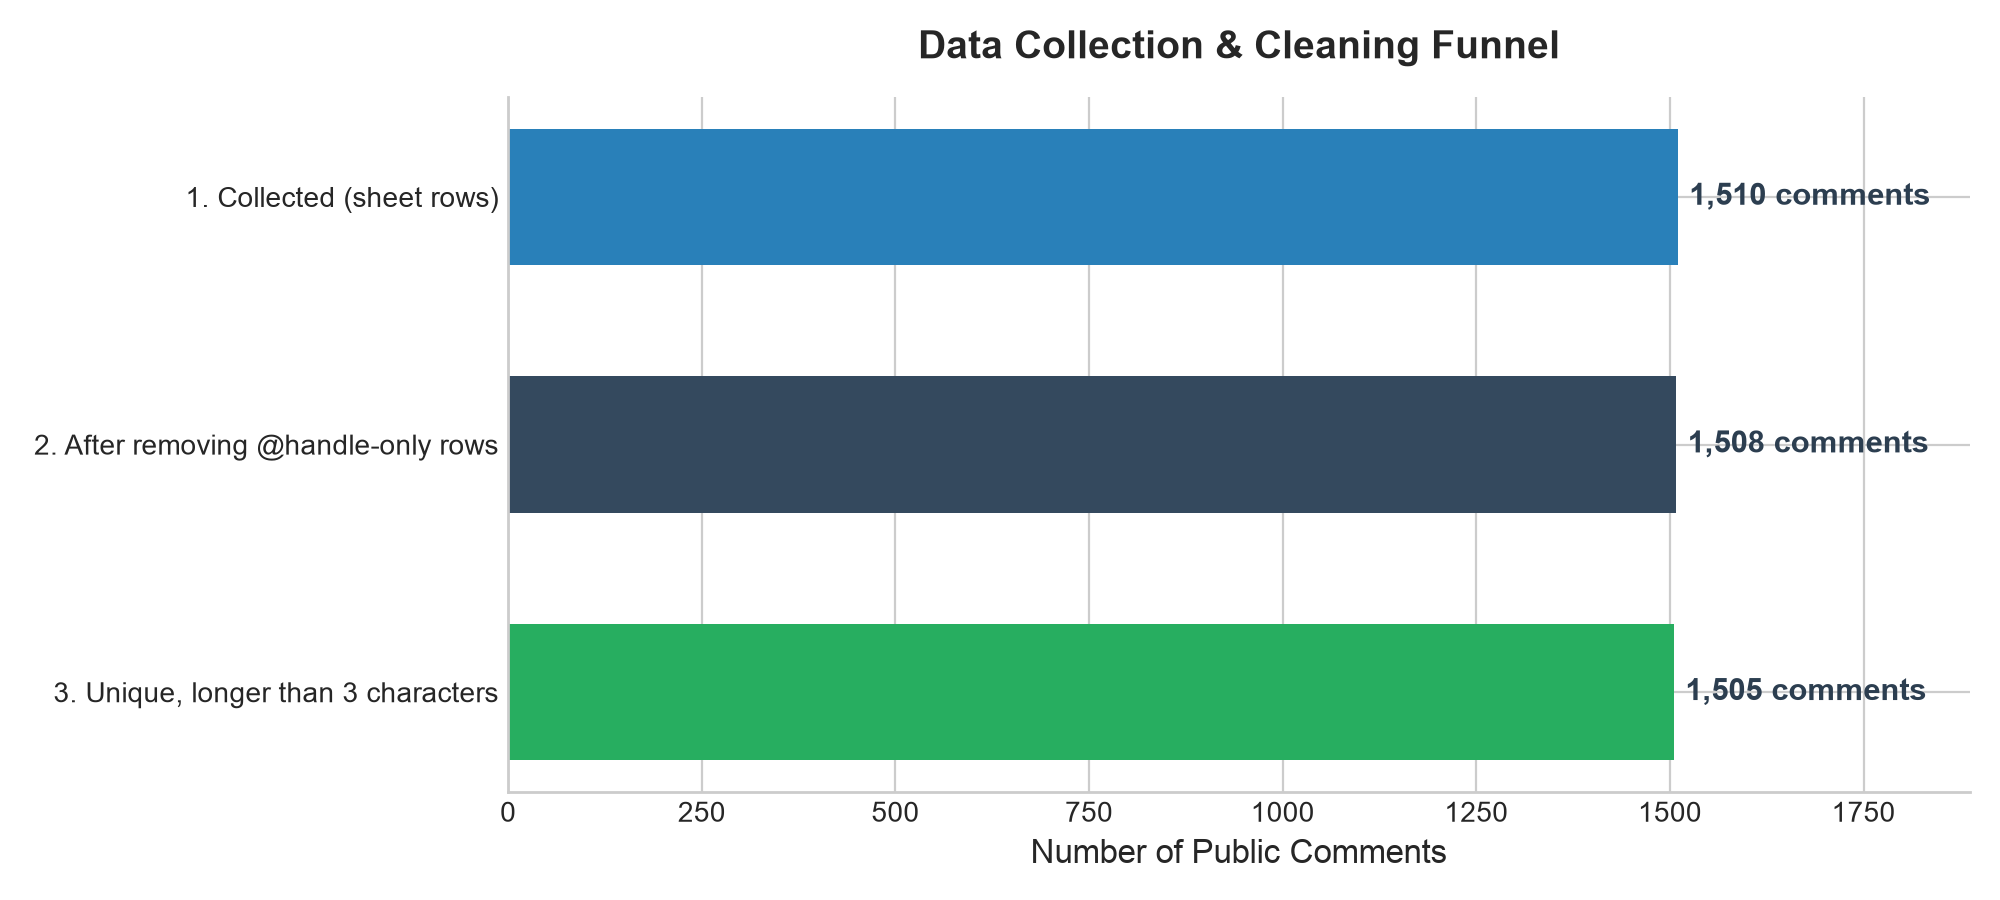 Data Collection & Cleaning Funnel
1. Collected (sheet rows)
1,510 comments
2. After removing @handle-only rows
1,508 comments
3. Unique, longer than 3 characters
1,505 comments
0 250 500 750 1000 1250 1500 1750
Number of Public Comments